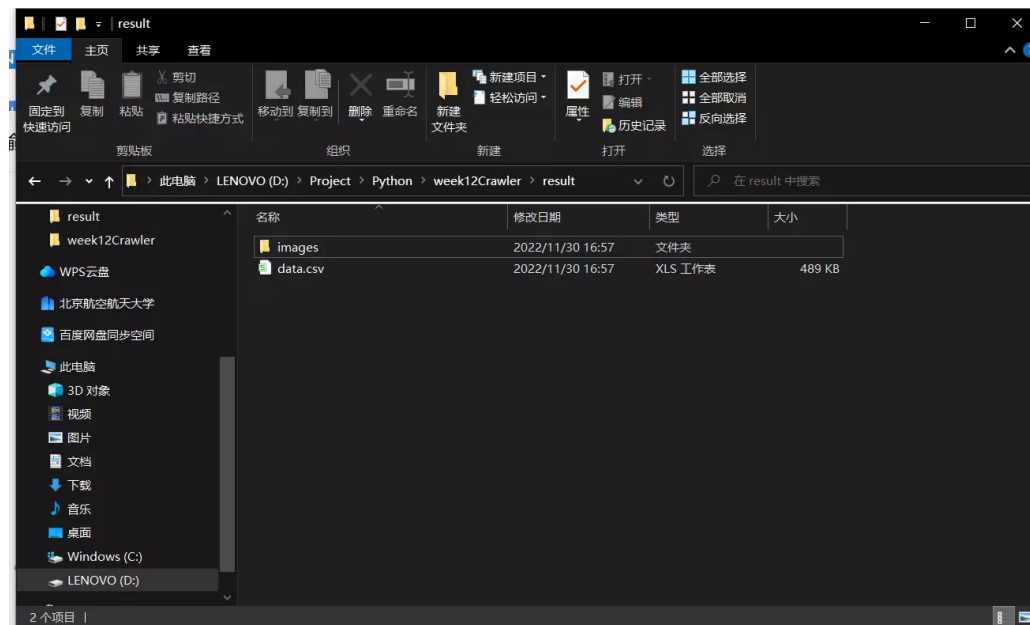 result
文件 主页 共享 查看
固定到
快速访问
复制
粘贴
剪切
复制路径
粘贴快捷方式
剪贴板
移动到
复制到
删除
重命名
组织
新建
文件夹
新建项目
轻松访问
新建
属性
打开
编辑
历史记录
打开
全部选择
全部取消
反向选择
选择
此电脑 > LENOVO (D:) > Project > Python > week12Crawler > result
在 result 中搜索
result
week12Crawler
WPS云盘
北京航空航天大学
百度网盘同步空间
此电脑
3D 对象
视频
图片
文档
下载
音乐
桌面
Windows (C:)
LENOVO (D:)
名称 修改日期 类型 大小
images 2022/11/30 16:57 文件夹
data.csv 2022/11/30 16:57 XLS 工作表 489 KB
2 个项目